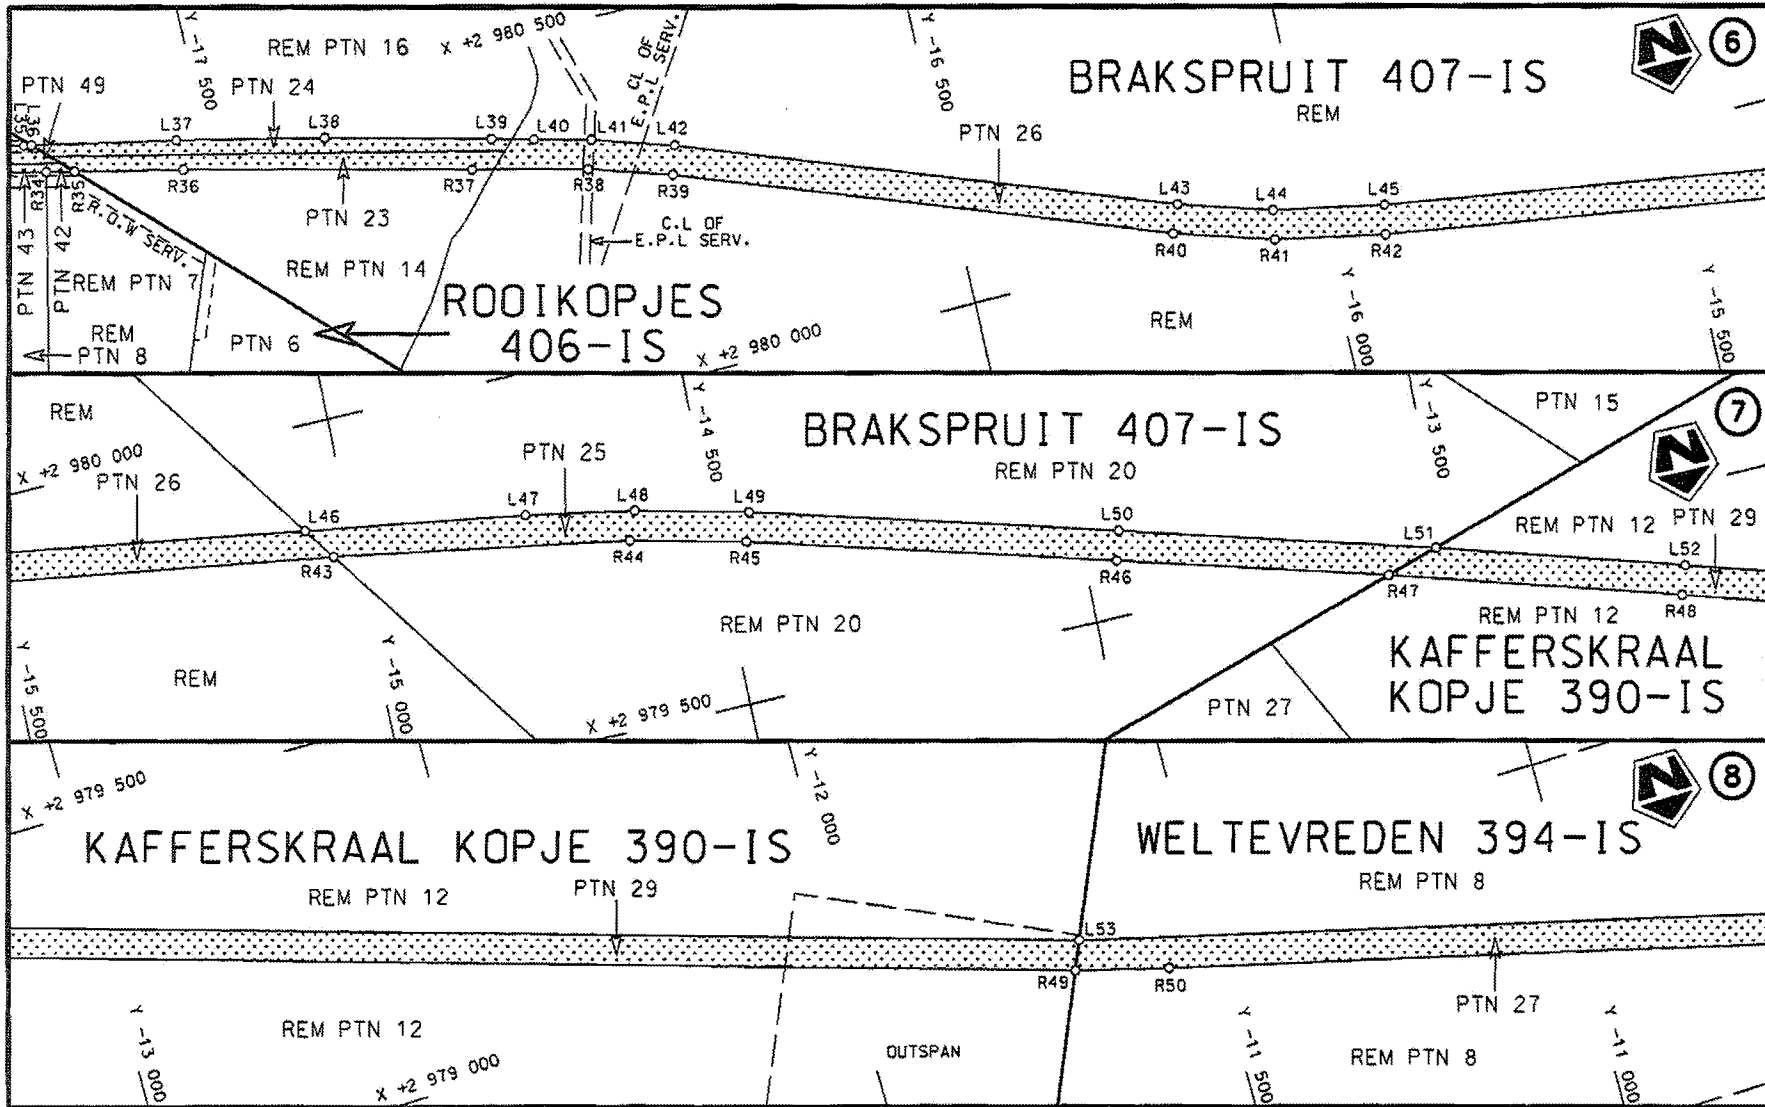 REM PTN 16
X +2 980 500
Y -17 500
C.L OF
E.P.L SERV.
Y -16 500
BRAKSPRUIT 407-IS
REM
N
6
PTN 49
PTN 24
L35
L36
L37
L38
L39
L40
L41
L42
PTN 26
L43
L44
L45
R34
R35
R36
R37
R38
R39
R40
R41
R42
PTN 23
R.O.W SERV.
C.L OF
E.P.L SERV.
PTN 43
PTN 42
REM PTN 7
REM PTN 14
ROOIKOPJES
406-IS
REM
PTN 8
PTN 6
X +2 980 000
REM
Y -16 000
Y -15 500
REM
X +2 980 000
PTN 26
PTN 25
Y -14 500
BRAKSPRUIT 407-IS
REM PTN 20
Y -13 500
PTN 15
N
7
L46
L47
L48
L49
L50
L51
REM PTN 12
PTN 29
L52
R43
R44
R45
R46
R47
R48
REM PTN 12
KAFFERSKRAAL
KOPJE 390-IS
REM
REM PTN 20
PTN 27
Y -15 500
Y -15 000
X +2 979 500
X +2 979 500
Y -12 000
N
8
KAFFERSKRAAL KOPJE 390-IS
WELTEVREDEN 394-IS
REM PTN 12
PTN 29
REM PTN 8
L53
R49
R50
PTN 27
REM PTN 12
Y -13 000
X +2 979 000
OUTSPAN
Y -11 500
REM PTN 8
Y -11 000